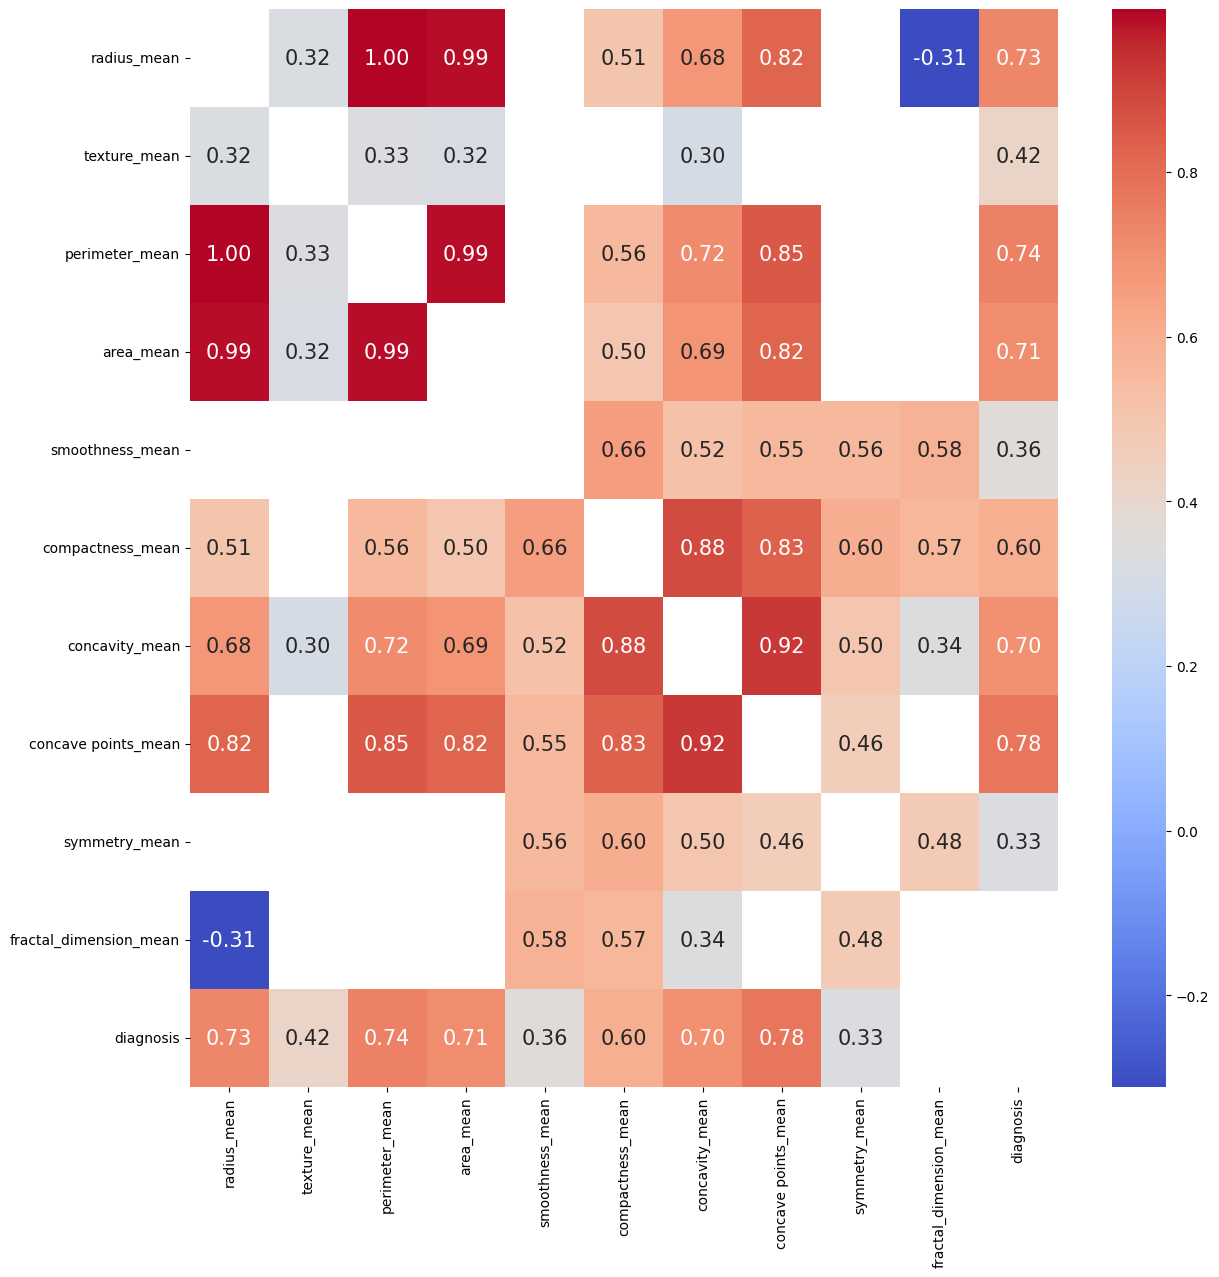 radius_mean 0.32 1.00 0.99 0.51 0.68 0.82 -0.31 0.73
texture_mean 0.32 0.33 0.32 0.30 0.42
perimeter_mean 1.00 0.33 0.99 0.56 0.72 0.85 0.74
area_mean 0.99 0.32 0.99 0.50 0.69 0.82 0.71
smoothness_mean 0.66 0.52 0.55 0.56 0.58 0.36
compactness_mean 0.51 0.56 0.50 0.66 0.88 0.83 0.60 0.57 0.60
concavity_mean 0.68 0.30 0.72 0.69 0.52 0.88 0.92 0.50 0.34 0.70
concave points_mean 0.82 0.85 0.82 0.55 0.83 0.92 0.46 0.78
symmetry_mean 0.56 0.60 0.50 0.46 0.48 0.33
fractal_dimension_mean -0.31 0.58 0.57 0.34 0.48
diagnosis 0.73 0.42 0.74 0.71 0.36 0.60 0.70 0.78 0.33
radius_mean
texture_mean
perimeter_mean
area_mean
smoothness_mean
compactness_mean
concavity_mean
concave points_mean
symmetry_mean
fractal_dimension_mean
diagnosis
0.8
0.6
0.4
0.2
0.0
−0.2